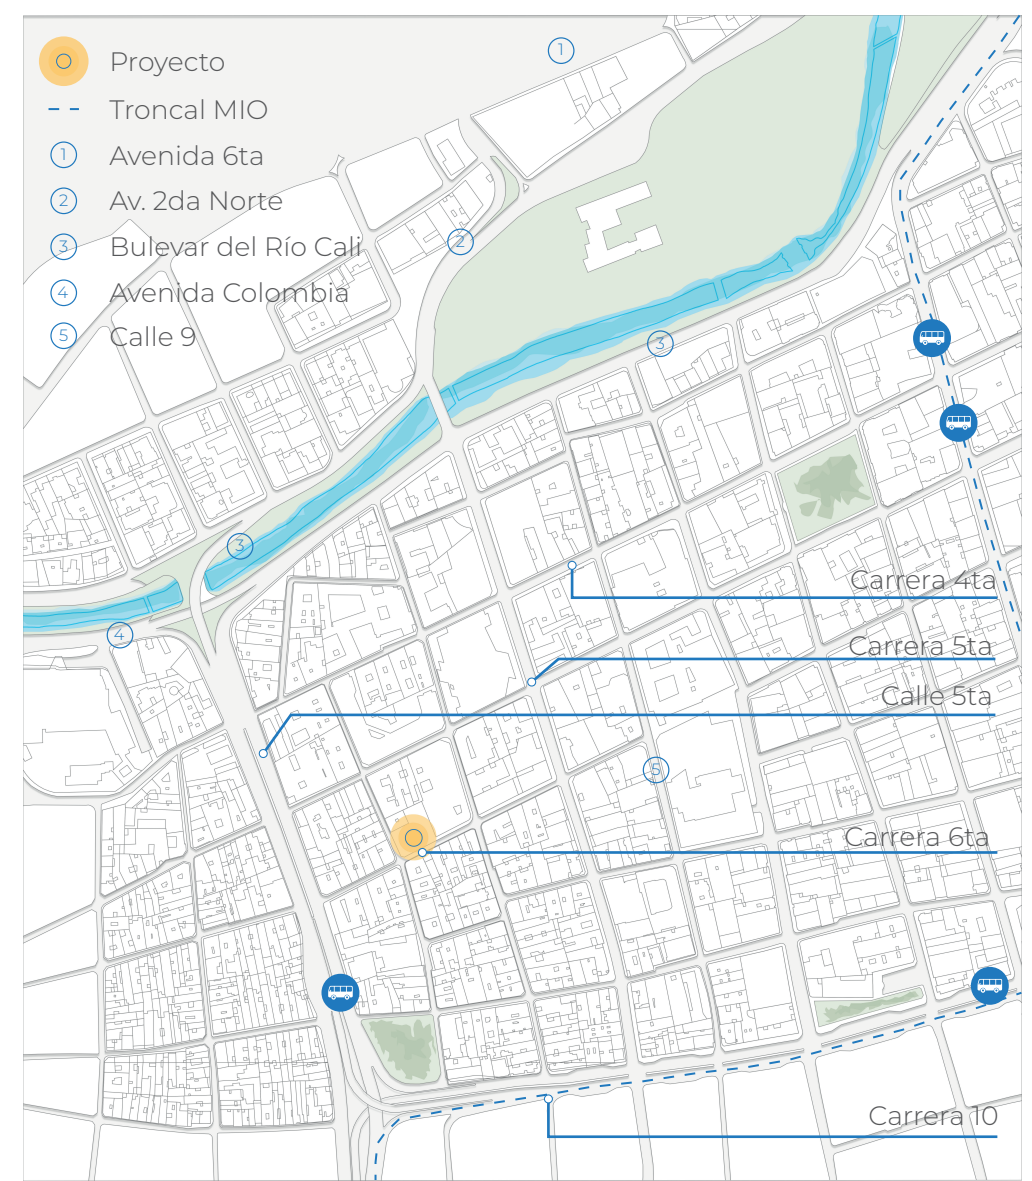 1
Proyecto
Troncal MIO
1 Avenida 6ta
2 Av. 2da Norte
2
3 Bulevar del Río Cali
4 Avenida Colombia
5 Calle 9
3
3
Carrera 4ta
4
Carrera 5ta
Calle 5ta
5
Carrera 6ta
Carrera 10